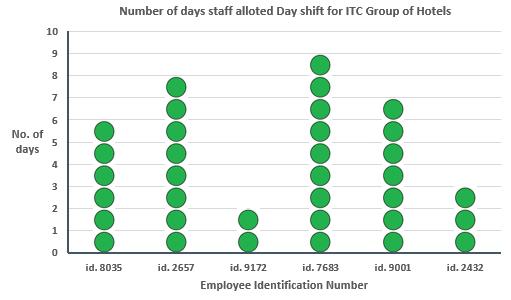 Number of days staff alloted Day shift for ITC Group of Hotels
10
9
8
7
6
No. of
days
5
4
3
2
1
0
id. 8035 id. 2657 id. 9172 id. 7683 id. 9001 id. 2432
Employee Identification Number